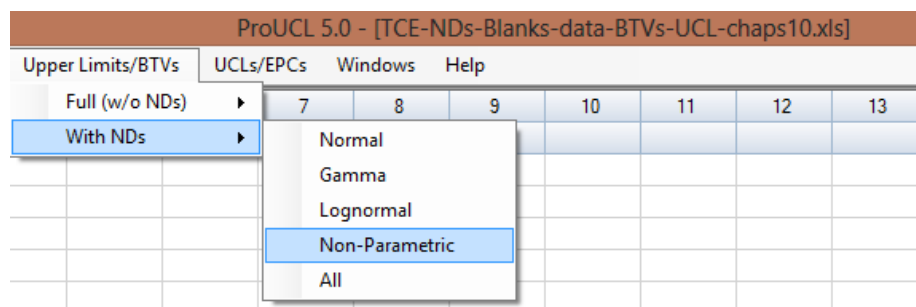 ProUCL 5.0 - [TCE-NDs-Blanks-data-BTVs-UCL-chaps10.xls]
Upper Limits/BTVs UCLs/EPCs Windows Help
Full (w/o NDs) 7 8 9 10 11 12 13
With NDs
Normal
Gamma
Lognormal
Non-Parametric
All